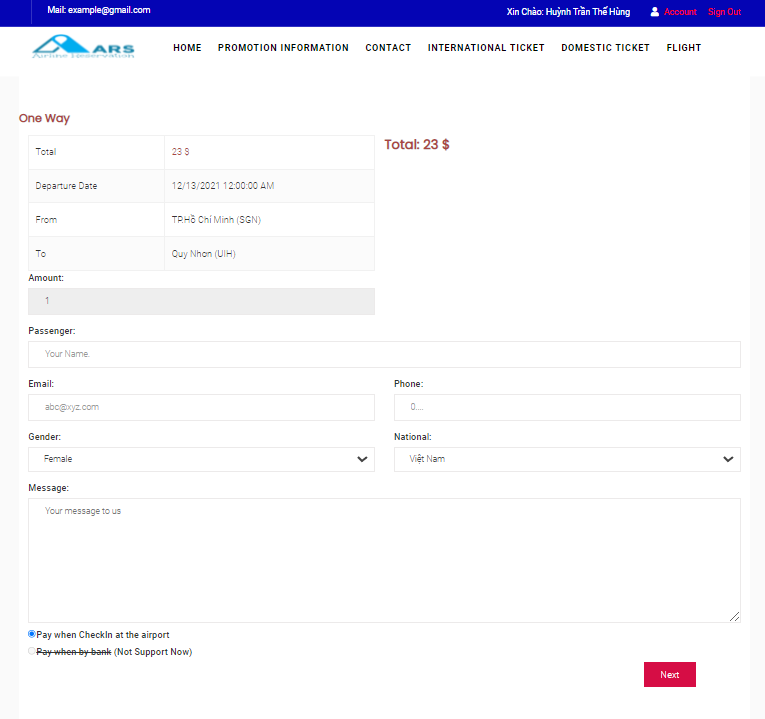 Mail: example@gmail.com Xin Chào: Huỳnh Trần Thế Hùng Account Sign Out
ARS
Airline Reservation
HOME PROMOTION INFORMATION CONTACT INTERNATIONAL TICKET DOMESTIC TICKET FLIGHT
One Way
Total: 23 $
Total 23 $
Departure Date 12/13/2021 12:00:00 AM
From TP.Hồ Chí Minh (SGN)
To Quy Nhơn (UIH)
Amount:
1
Passenger:
Your Name.
Email: Phone:
abc@xyz.com 0....
Gender: National:
Female Việt Nam
Message:
Your message to us
Pay when CheckIn at the airport
Pay when by bank (Not Support Now)
Next